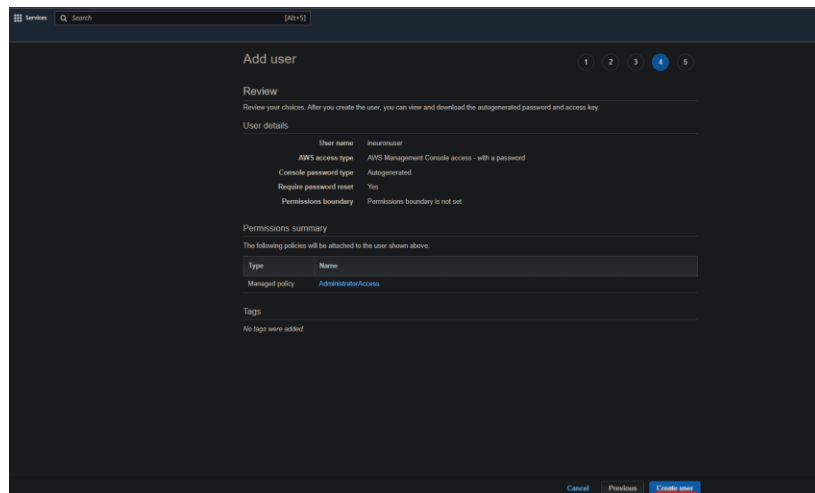 Services Search [Alt+S]
Add user 1 2 3 4 5
Review
Review your choices. After you create the user, you can view and download the autogenerated password and access key.
User details
User name ineuronuser
AWS access type AWS Management Console access - with a password
Console password type Autogenerated
Require password reset Yes
Permissions boundary Permissions boundary is not set
Permissions summary
The following policies will be attached to the user shown above.
Type Name
Managed policy AdministratorAccess
Tags
No tags were added.
Cancel Previous Create user